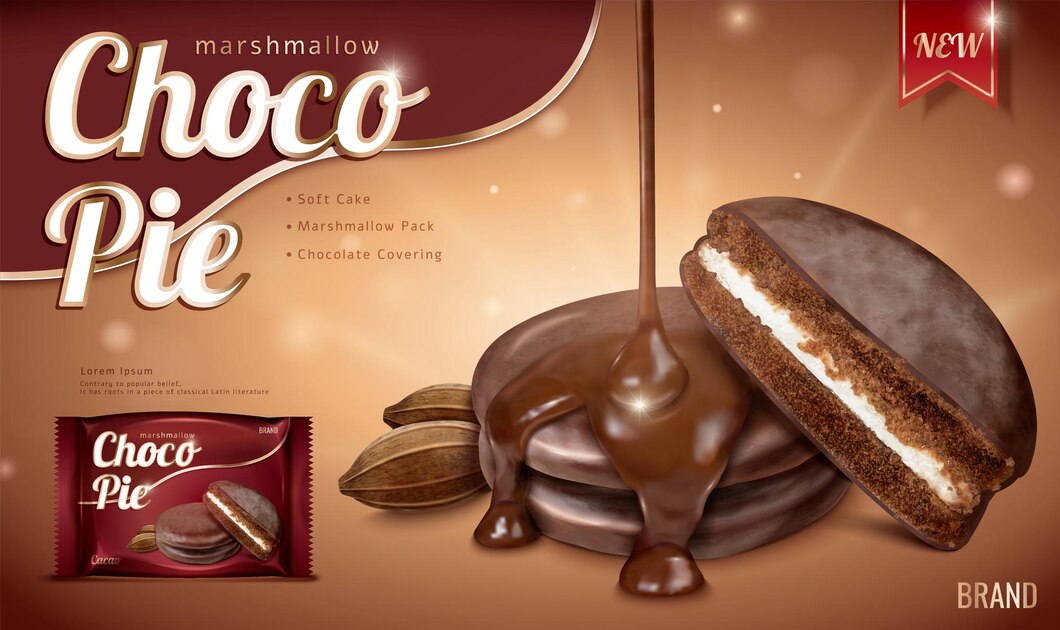 marshmallow
Choco
Pie
NEW
• Soft Cake
• Marshmallow Pack
• Chocolate Covering
Lorem Ipsum
Contrary to popular belief,
It has roots in a piece of classical Latin literature
marshmallow
BRAND
Choco
Pie
Cacao
BRAND